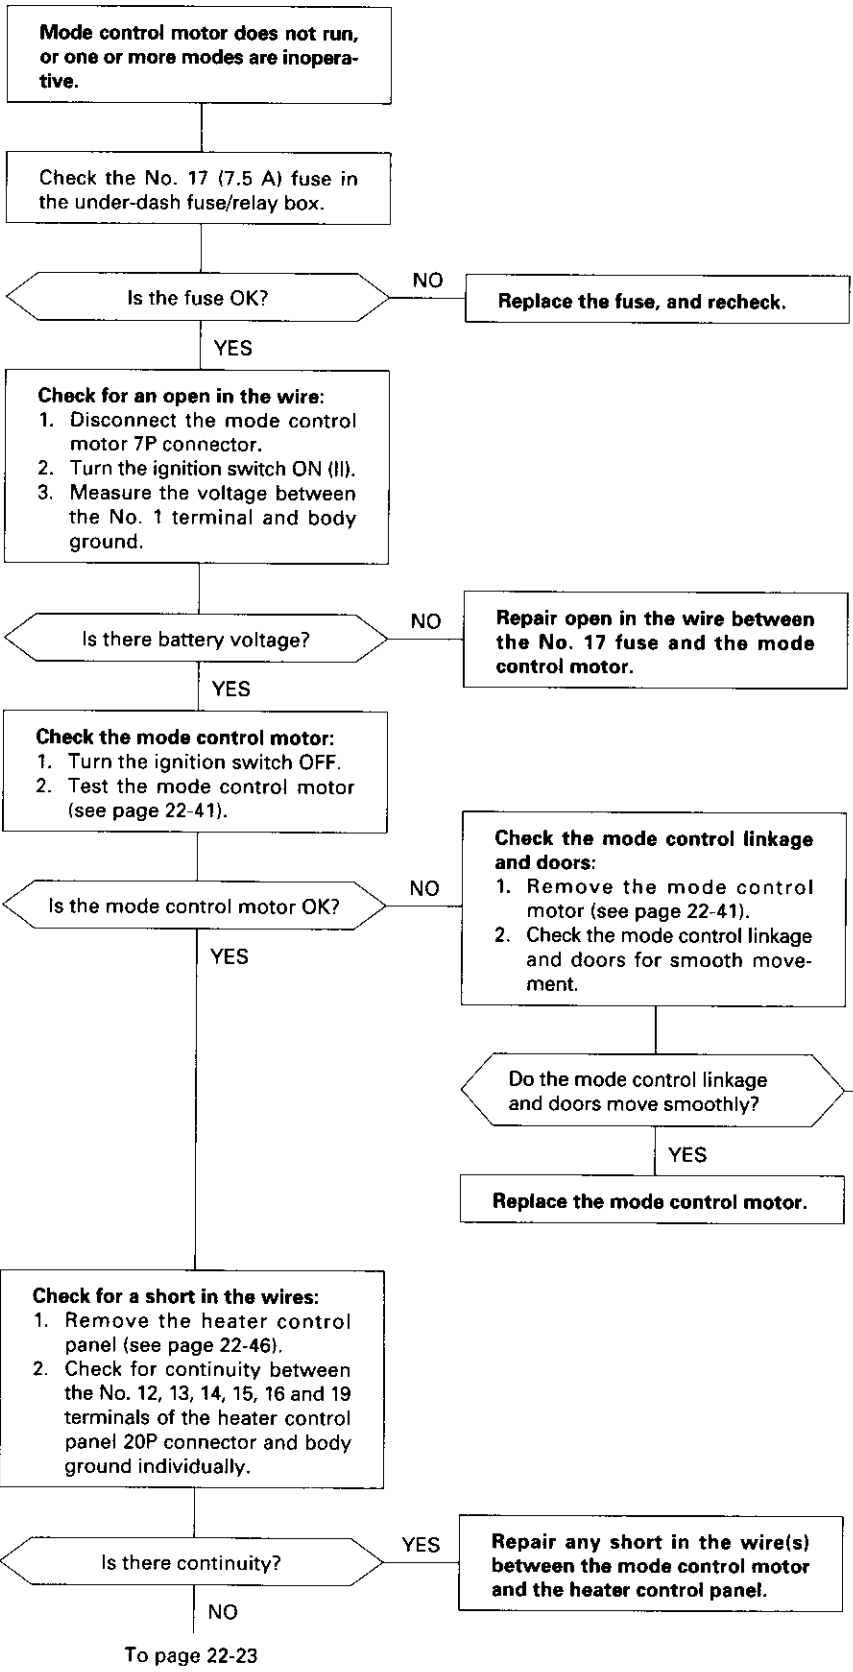 Mode control motor does not run,
or one or more modes are inopera-
tive.
Check the No. 17 (7.5 A) fuse in
the under-dash fuse/relay box.
Is the fuse OK?
NO
Replace the fuse, and recheck.
YES
Check for an open in the wire:
1. Disconnect the mode control
motor 7P connector.
2. Turn the ignition switch ON (II).
3. Measure the voltage between
the No. 1 terminal and body
ground.
Is there battery voltage?
NO
Repair open in the wire between
the No. 17 fuse and the mode
control motor.
YES
Check the mode control motor:
1. Turn the ignition switch OFF.
2. Test the mode control motor
(see page 22-41).
Is the mode control motor OK?
NO
Check the mode control linkage
and doors:
1. Remove the mode control
motor (see page 22-41).
2. Check the mode control linkage
and doors for smooth move-
ment.
YES
Do the mode control linkage
and doors move smoothly?
YES
Replace the mode control motor.
Check for a short in the wires:
1. Remove the heater control
panel (see page 22-46).
2. Check for continuity between
the No. 12, 13, 14, 15, 16 and 19
terminals of the heater control
panel 20P connector and body
ground individually.
Is there continuity?
YES
Repair any short in the wire(s)
between the mode control motor
and the heater control panel.
NO
To page 22-23